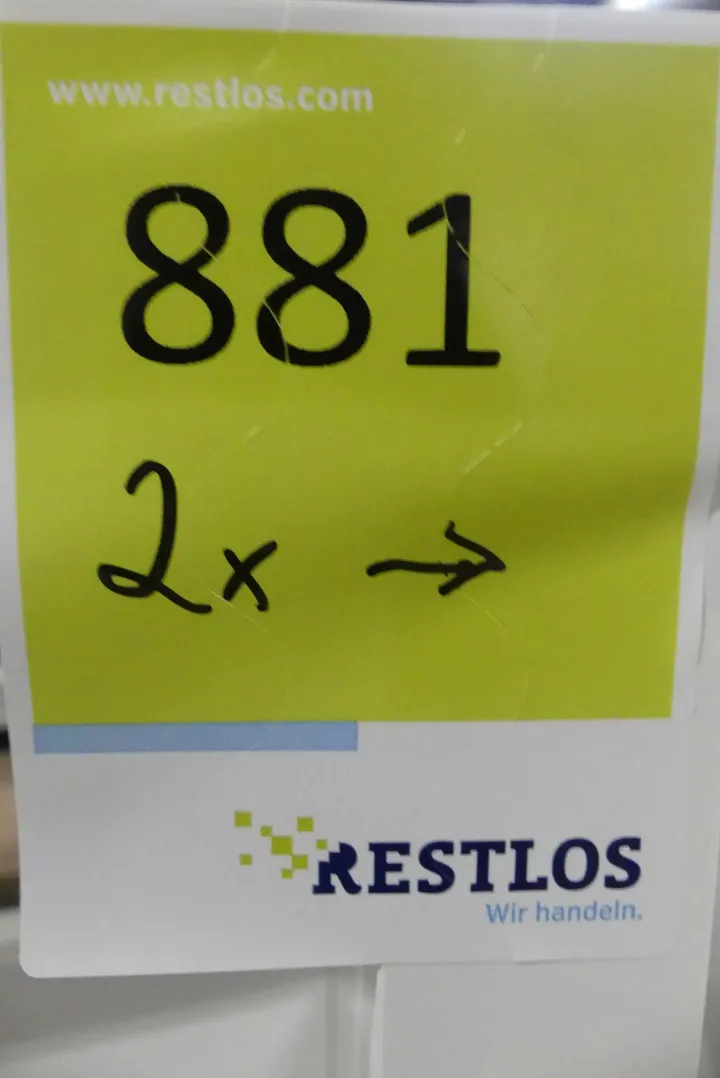 www.restlos.com
881
2x →
RESTLOS
Wir handeln.